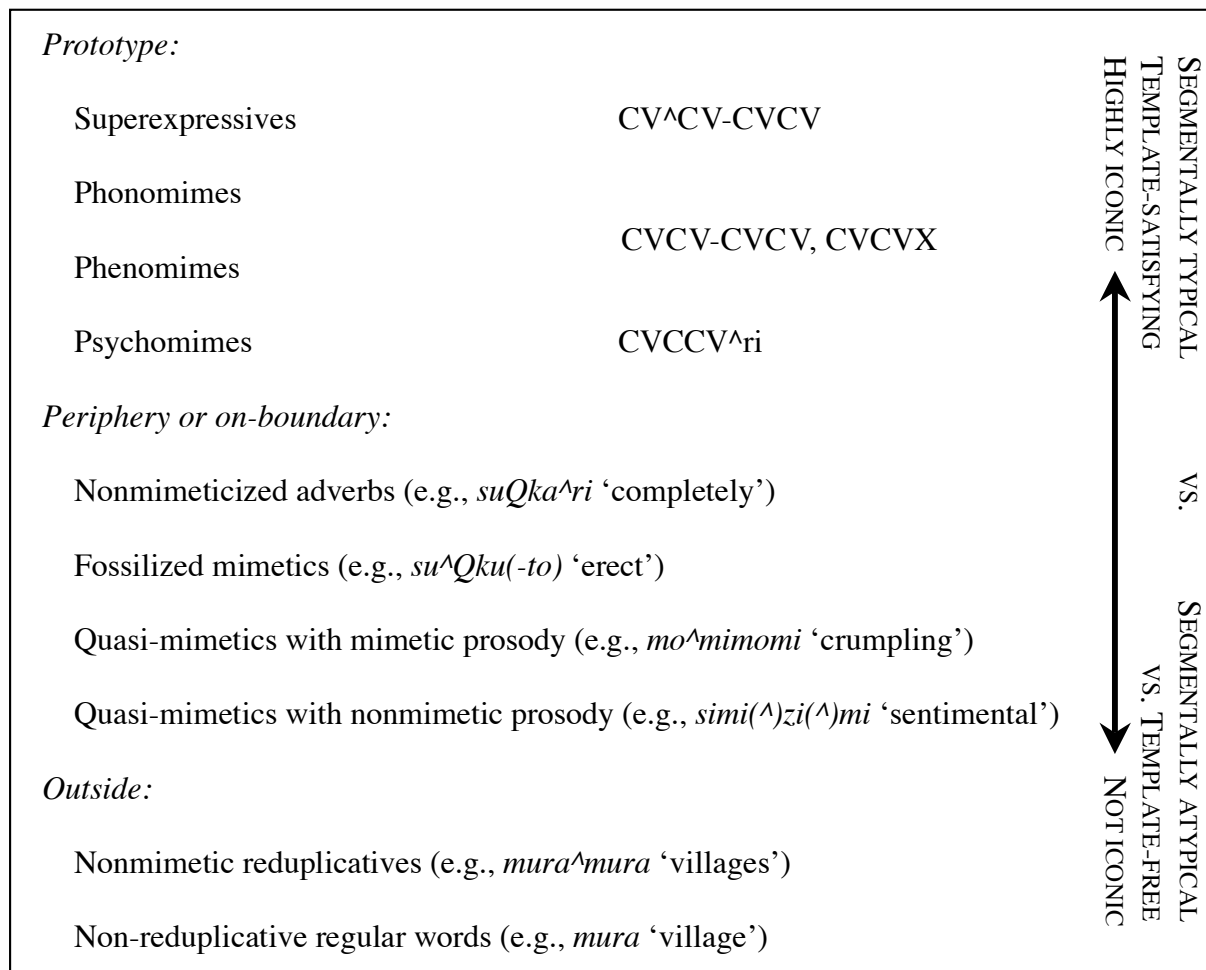 Prototype:
Superexpressives CV^CV-CVCV
Phonomimes
CVCV-CVCV, CVCVX
Phenomimes
Psychomimes CVCCV^ri
Periphery or on-boundary:
Nonmimeticized adverbs (e.g., suQka^ri ‘completely’)
Fossilized mimetics (e.g., su^Qku(-to) ‘erect’)
Quasi-mimetics with mimetic prosody (e.g., mo^mimomi ‘crumpling’)
Quasi-mimetics with nonmimetic prosody (e.g., simi(^)zi(^)mi ‘sentimental’)
Outside:
Nonmimetic reduplicatives (e.g., mura^mura ‘villages’)
Non-reduplicative regular words (e.g., mura ‘village’)
SEGMENTALLY TYPICAL VS. SEGMENTALLY ATYPICAL
TEMPLATE-SATISFYING VS. TEMPLATE-FREE
HIGHLY ICONIC NOT ICONIC